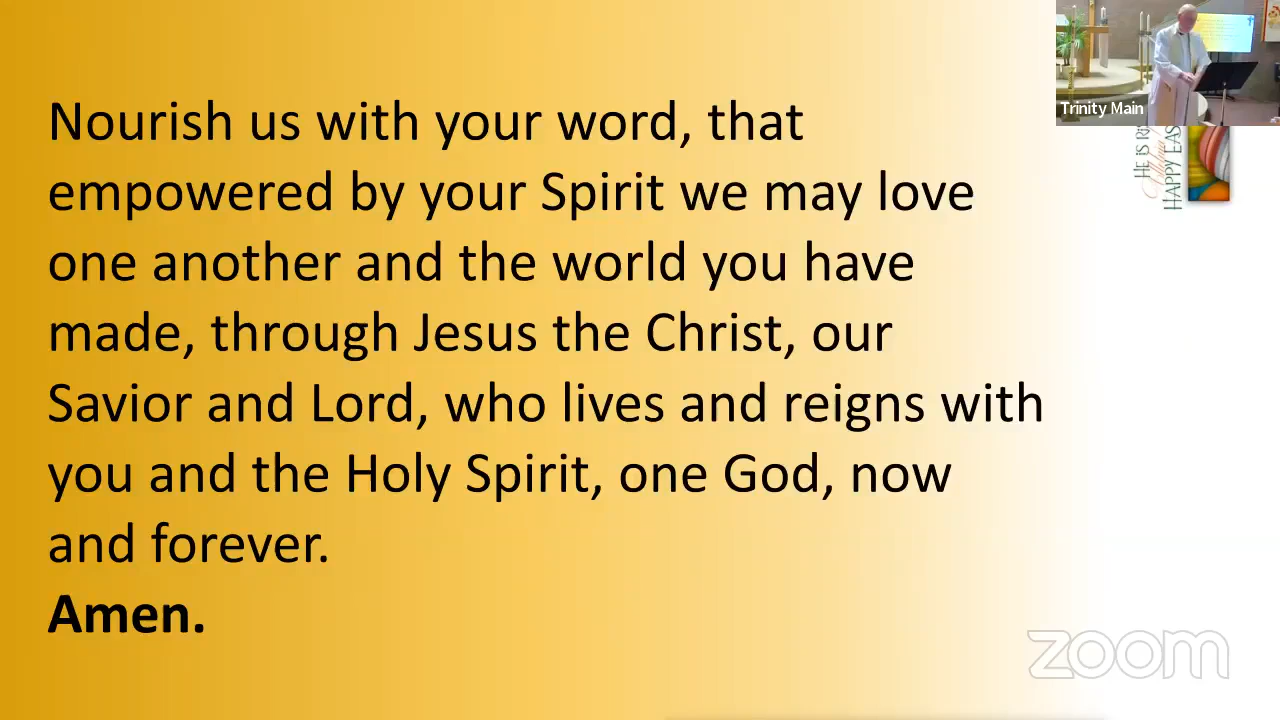 Nourish us with your word, that
empowered by your Spirit we may love
one another and the world you have
made, through Jesus the Christ, our
Savior and Lord, who lives and reigns with
you and the Holy Spirit, one God, now
and forever.
Amen.
Trinity Main
HE IS
HAPPY
zoom